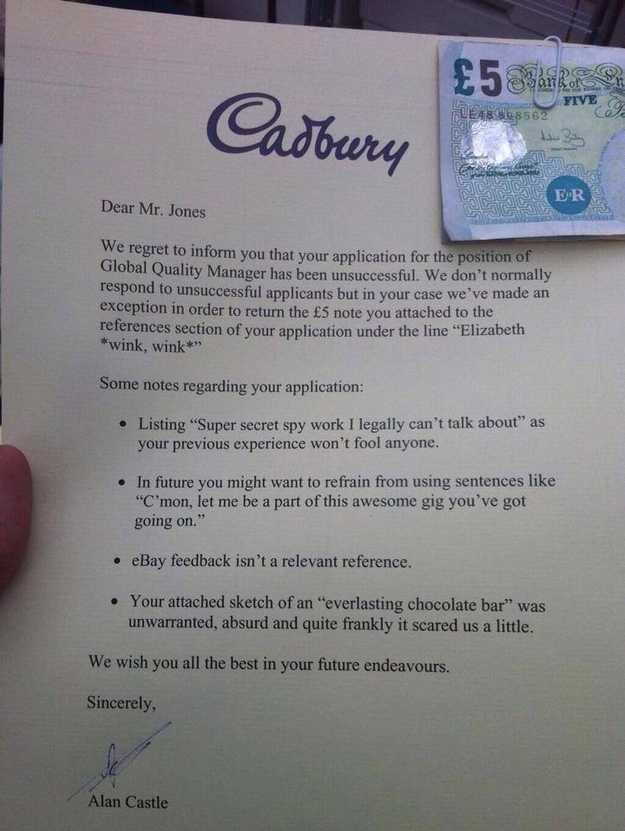 £5 Bank of
FIVE
LE48 898562
E R
Cadbury
Dear Mr. Jones
We regret to inform you that your application for the position of
Global Quality Manager has been unsuccessful. We don't normally
respond to unsuccessful applicants but in your case we've made an
exception in order to return the £5 note you attached to the
references section of your application under the line “Elizabeth
*wink, wink*”
Some notes regarding your application:
• Listing “Super secret spy work I legally can't talk about” as
your previous experience won't fool anyone.
• In future you might want to refrain from using sentences like
“C'mon, let me be a part of this awesome gig you've got
going on.”
• eBay feedback isn't a relevant reference.
• Your attached sketch of an “everlasting chocolate bar” was
unwarranted, absurd and quite frankly it scared us a little.
We wish you all the best in your future endeavours.
Sincerely,
Alan Castle